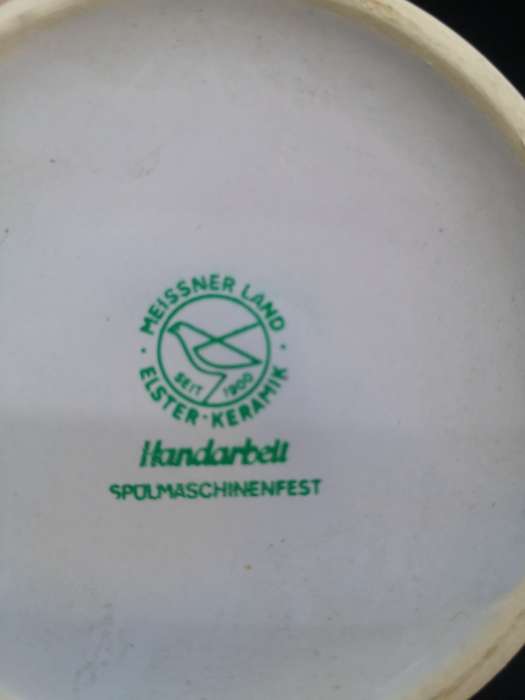 MEISSNER LAND
SEIT 1900
· ELSTER-KERAMIK ·
Handarbeit
SPÜLMASCHINENFEST